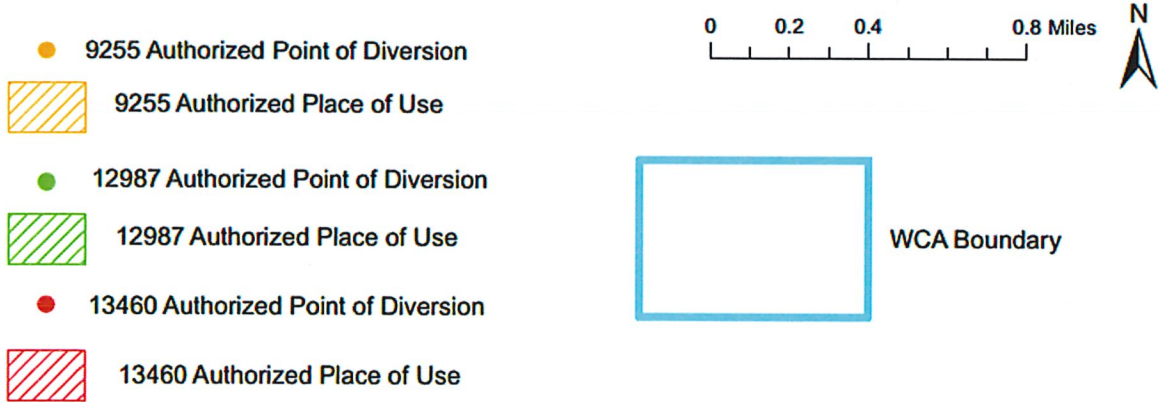 0 0.2 0.4 0.8 Miles
N
9255 Authorized Point of Diversion
9255 Authorized Place of Use
12987 Authorized Point of Diversion
12987 Authorized Place of Use
WCA Boundary
13460 Authorized Point of Diversion
13460 Authorized Place of Use